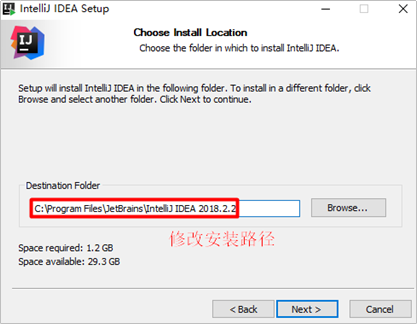 IntelliJ IDEA Setup
IJ
Choose Install Location
Choose the folder in which to install IntelliJ IDEA.
Setup will install IntelliJ IDEA in the following folder. To install in a different folder, click
Browse and select another folder. Click Next to continue.
Destination Folder
C:\Program Files\JetBrains\IntelliJ IDEA 2018.2.2
Browse...
修改安装路径
Space required: 1.2 GB
Space available: 29.3 GB
< Back
Next >
Cancel